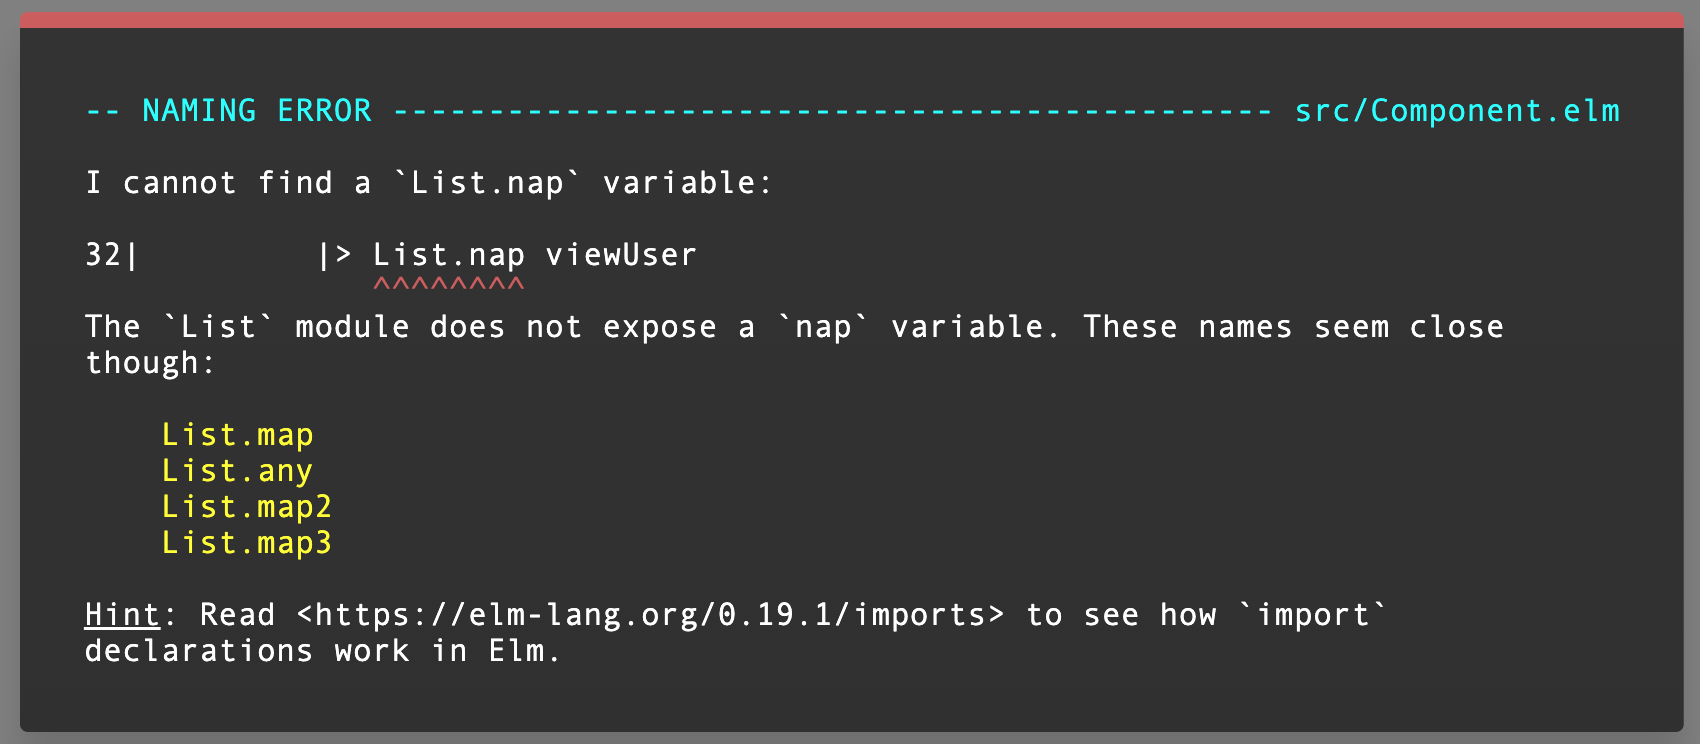 -- NAMING ERROR ---------------------------------------------- src/Component.elm
I cannot find a `List.nap` variable:
32|         |> List.nap viewUser
               ^^^^^^^^
The `List` module does not expose a `nap` variable. These names seem close
though:
    List.map
    List.any
    List.map2
    List.map3
Hint: Read <https://elm-lang.org/0.19.1/imports> to see how `import`
declarations work in Elm.